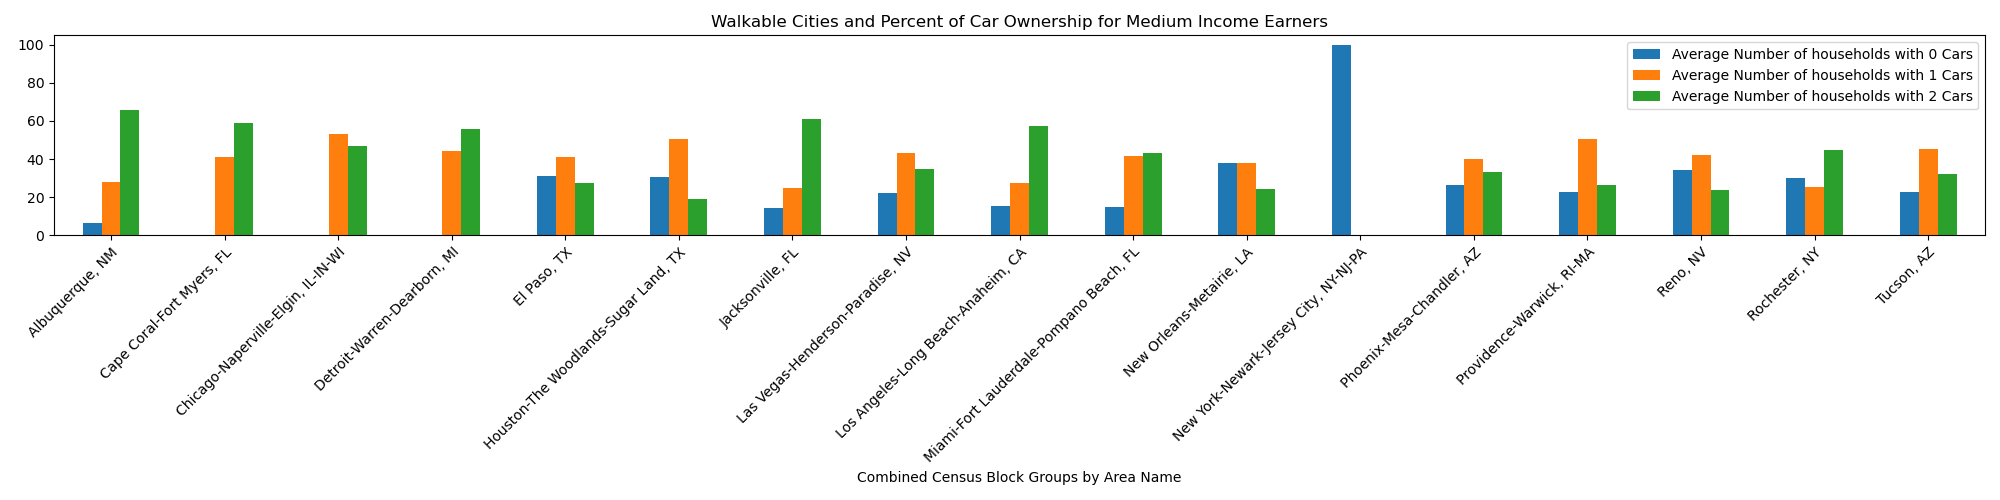 Walkable Cities and Percent of Car Ownership for Medium Income Earners
100
80
60
40
20
0
Average Number of households with 0 Cars
Average Number of households with 1 Cars
Average Number of households with 2 Cars
Albuquerque, NM
Cape Coral-Fort Myers, FL
Chicago-Naperville-Elgin, IL-IN-WI
Detroit-Warren-Dearborn, MI
El Paso, TX
Houston-The Woodlands-Sugar Land, TX
Jacksonville, FL
Las Vegas-Henderson-Paradise, NV
Los Angeles-Long Beach-Anaheim, CA
Miami-Fort Lauderdale-Pompano Beach, FL
New Orleans-Metairie, LA
New York-Newark-Jersey City, NY-NJ-PA
Phoenix-Mesa-Chandler, AZ
Providence-Warwick, RI-MA
Reno, NV
Rochester, NY
Tucson, AZ
Combined Census Block Groups by Area Name